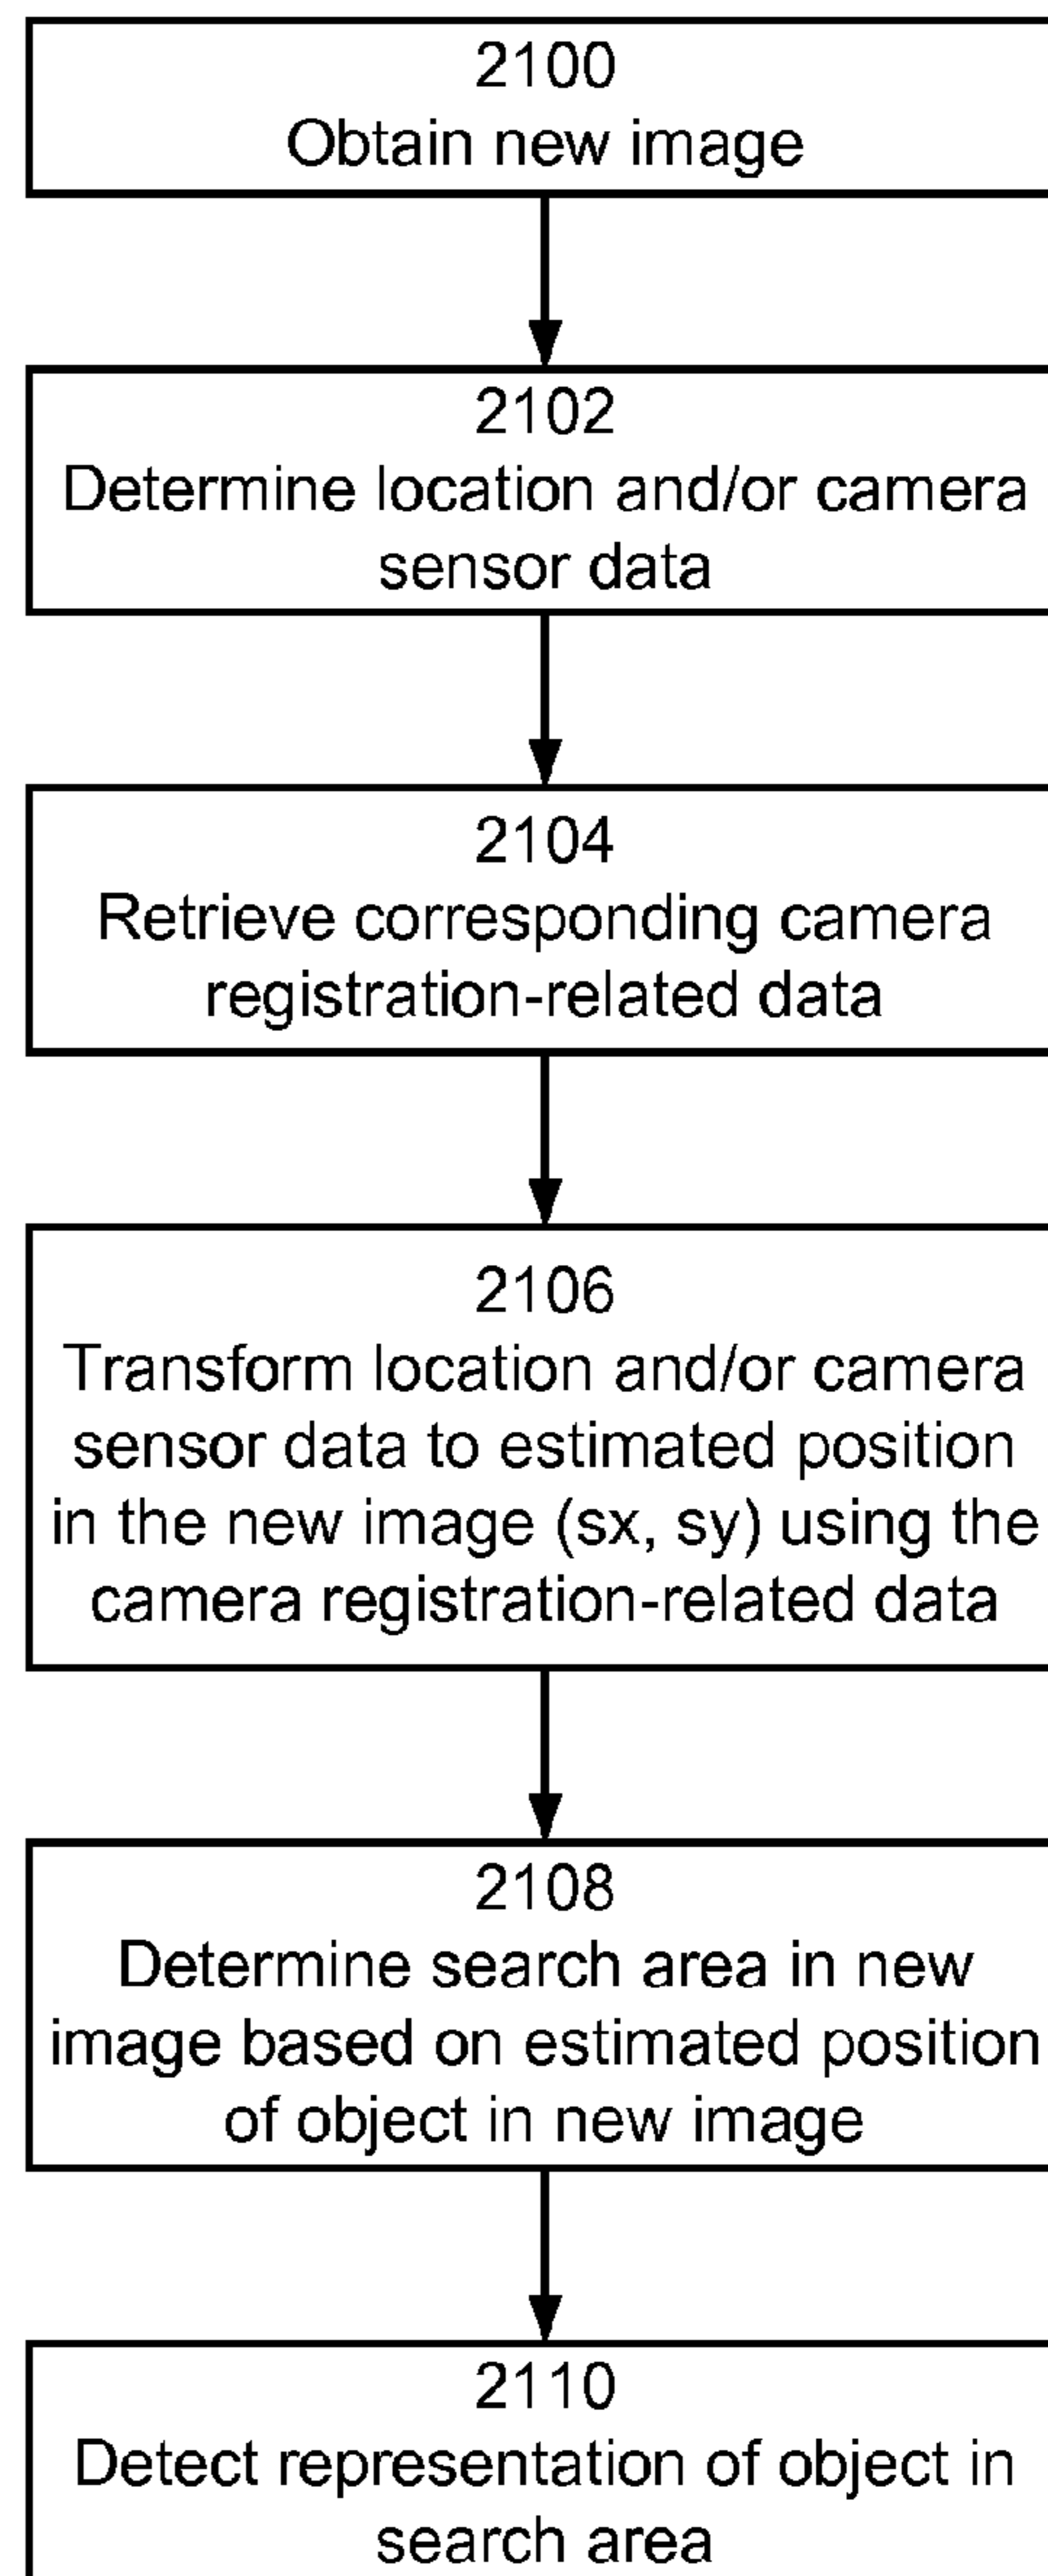 2100
Obtain new image
2102
Determine location and/or camera
sensor data
2104
Retrieve corresponding camera
registration-related data
2106
Transform location and/or camera
sensor data to estimated position
in the new image (sx, sy) using the
camera registration-related data
2108
Determine search area in new
image based on estimated position
of object in new image
2110
Detect representation of object in
search area